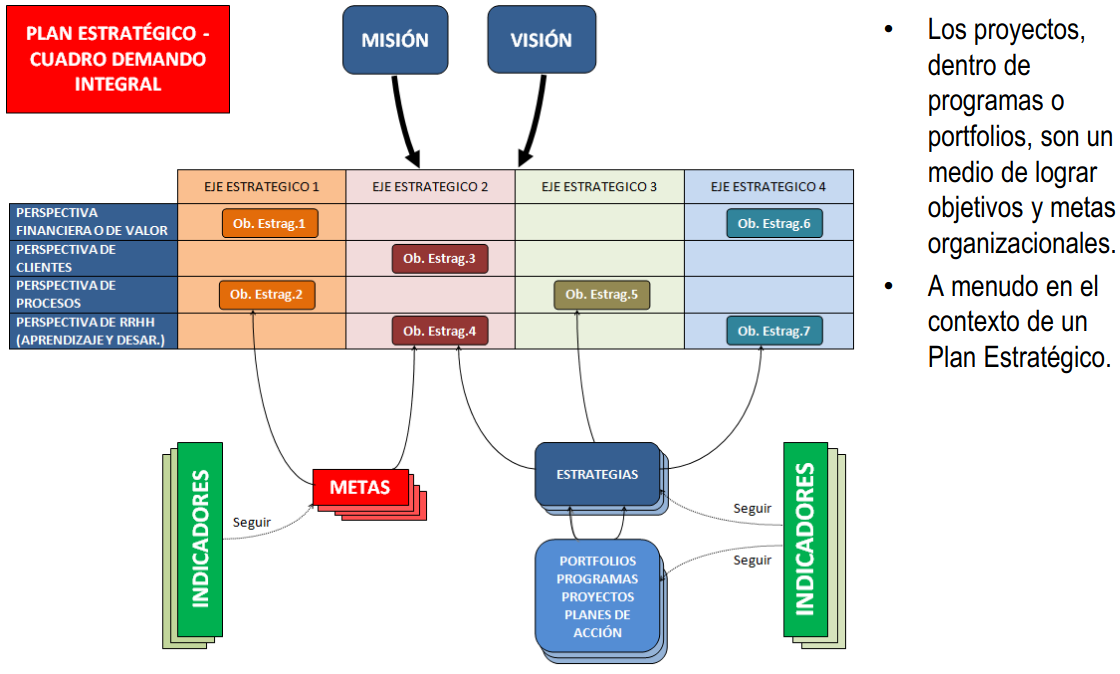 PLAN ESTRATÉGICO -
CUADRO DEMANDO
INTEGRAL
MISIÓN
VISIÓN
EJE ESTRATEGICO 1
EJE ESTRATEGICO 2
EJE ESTRATEGICO 3
EJE ESTRATEGICO 4
PERSPECTIVA
FINANCIERA O DE VALOR
Ob. Estrag.1
Ob. Estrag.6
PERSPECTIVA DE
CLIENTES
Ob. Estrag.3
PERSPECTIVA DE
PROCESOS
Ob. Estrag.2
Ob. Estrag.5
PERSPECTIVA DE RRHH
(APRENDIZAJE Y DESAR.)
Ob. Estrag.4
Ob. Estrag.7
INDICADORES
Seguir
METAS
ESTRATEGIAS
PORTFOLIOS
PROGRAMAS
PROYECTOS
PLANES DE
ACCIÓN
Seguir
Seguir
INDICADORES
• Los proyectos,
dentro de
programas o
portfolios, son un
medio de lograr
objetivos y metas
organizacionales.
• A menudo en el
contexto de un
Plan Estratégico.